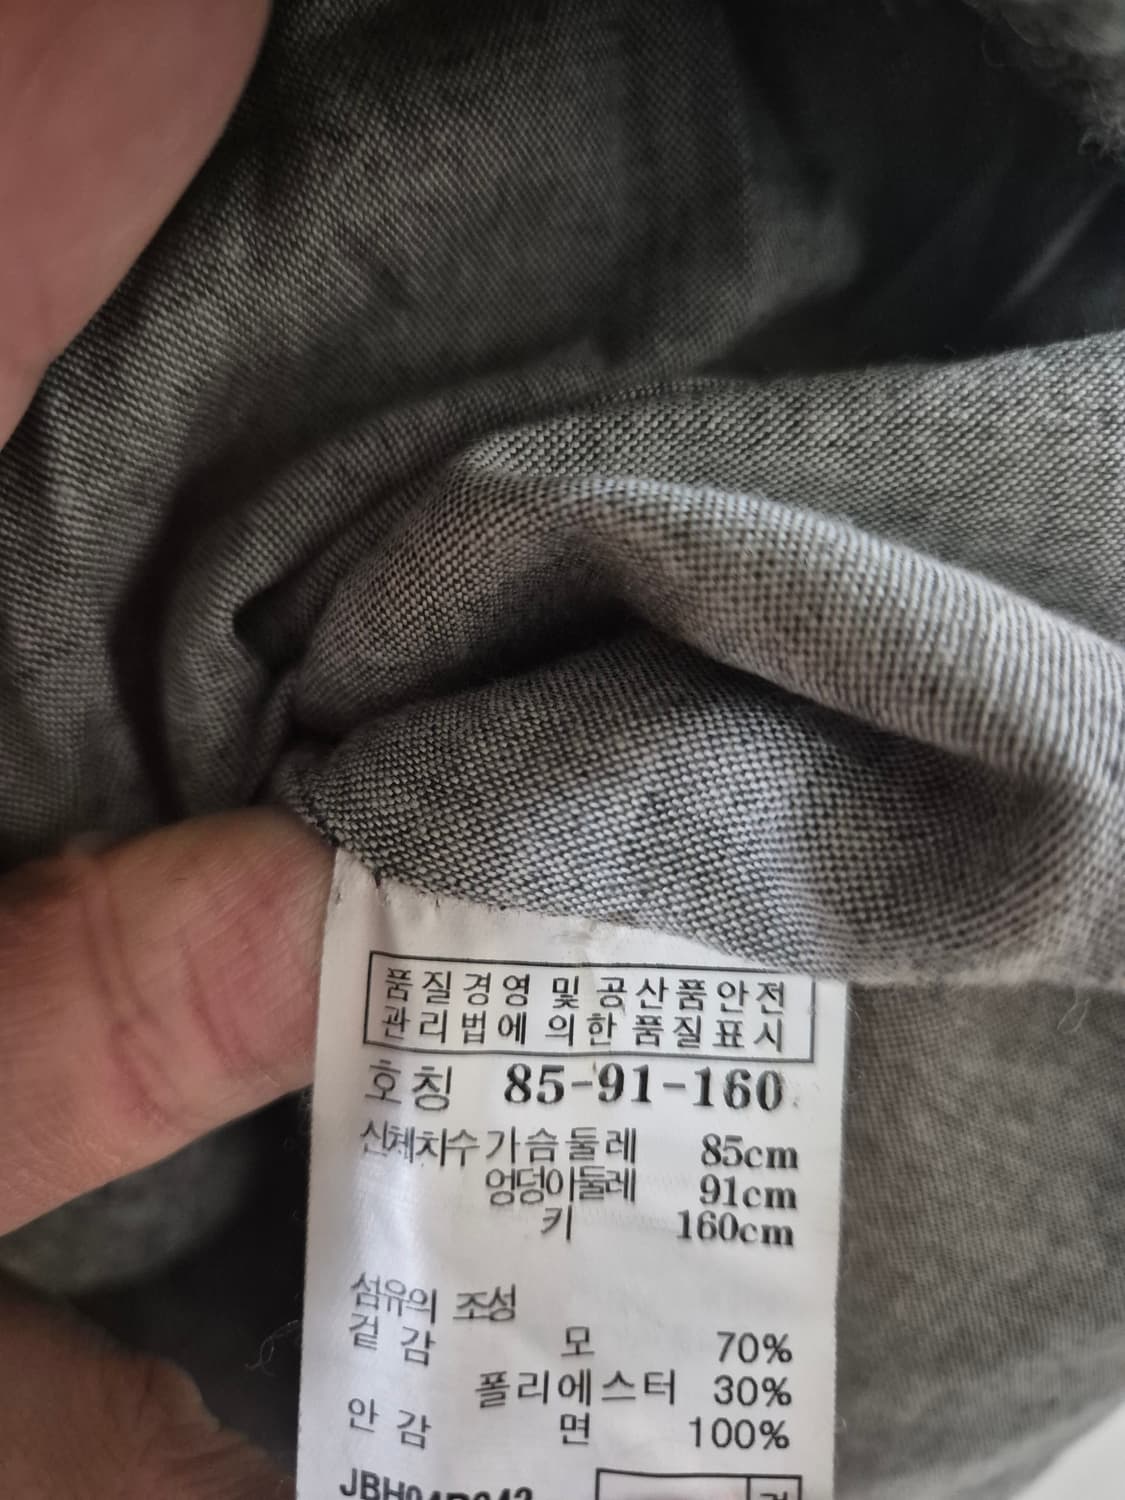 품질경영 및 공산품안전
관리법에 의한 품질표시
호칭 85-91-160
신체치수 가슴둘레 85cm
엉덩이둘레 91cm
키 160cm
섬유의 조성
겉감 모 70%
폴리에스터 30%
안감 면 100%